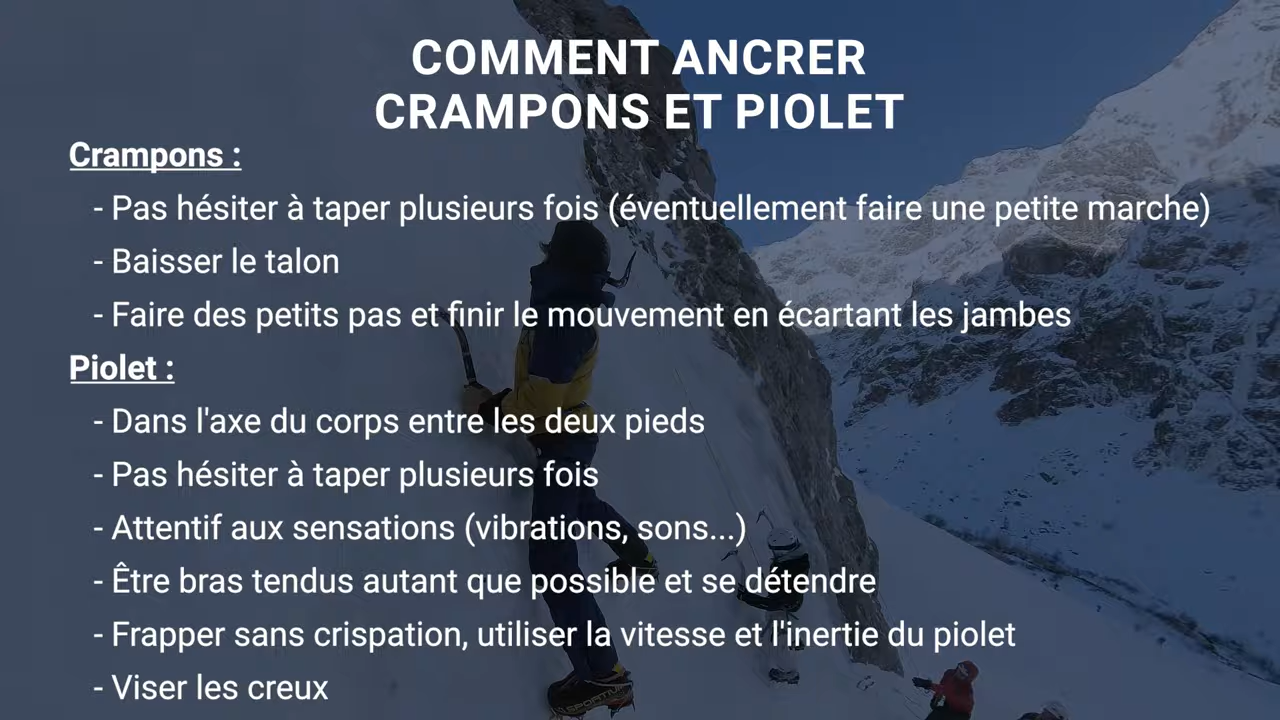 COMMENT ANCRER
CRAMPONS ET PIOLET
Crampons :
- Pas hésiter à taper plusieurs fois (éventuellement faire une petite marche)
- Baisser le talon
- Faire des petits pas et finir le mouvement en écartant les jambes
Piolet :
- Dans l'axe du corps entre les deux pieds
- Pas hésiter à taper plusieurs fois
- Attentif aux sensations (vibrations, sons...)
- Être bras tendus autant que possible et se détendre
- Frapper sans crispation, utiliser la vitesse et l'inertie du piolet
- Viser les creux